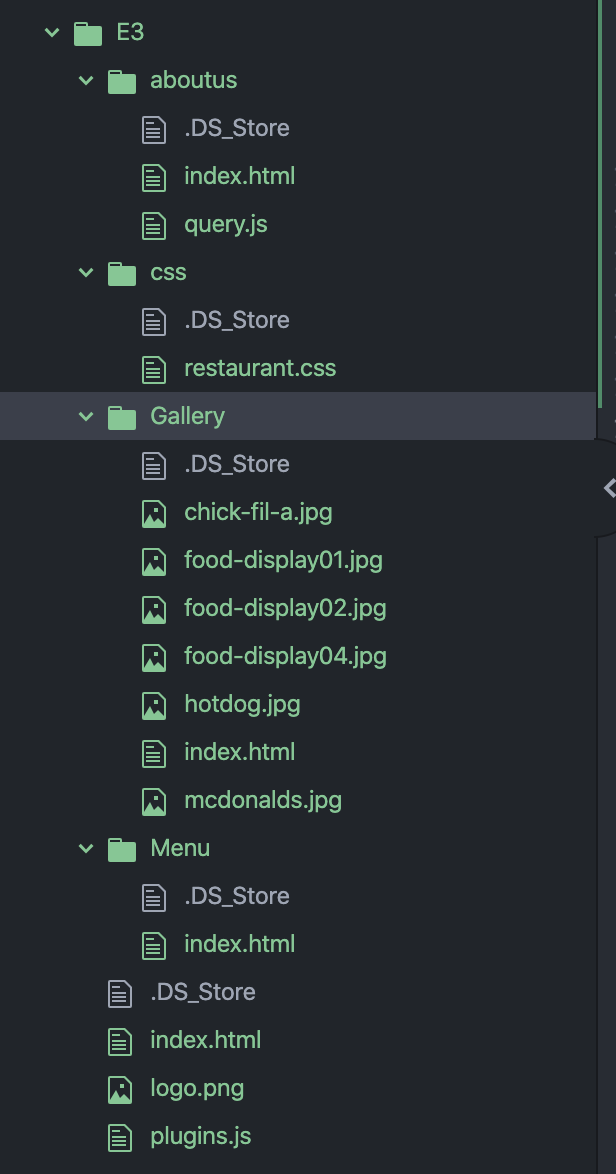 E3
aboutus
.DS_Store
index.html
query.js
css
.DS_Store
restaurant.css
Gallery
.DS_Store
chick-fil-a.jpg
food-display01.jpg
food-display02.jpg
food-display04.jpg
hotdog.jpg
index.html
mcdonalds.jpg
Menu
.DS_Store
index.html
.DS_Store
index.html
logo.png
plugins.js